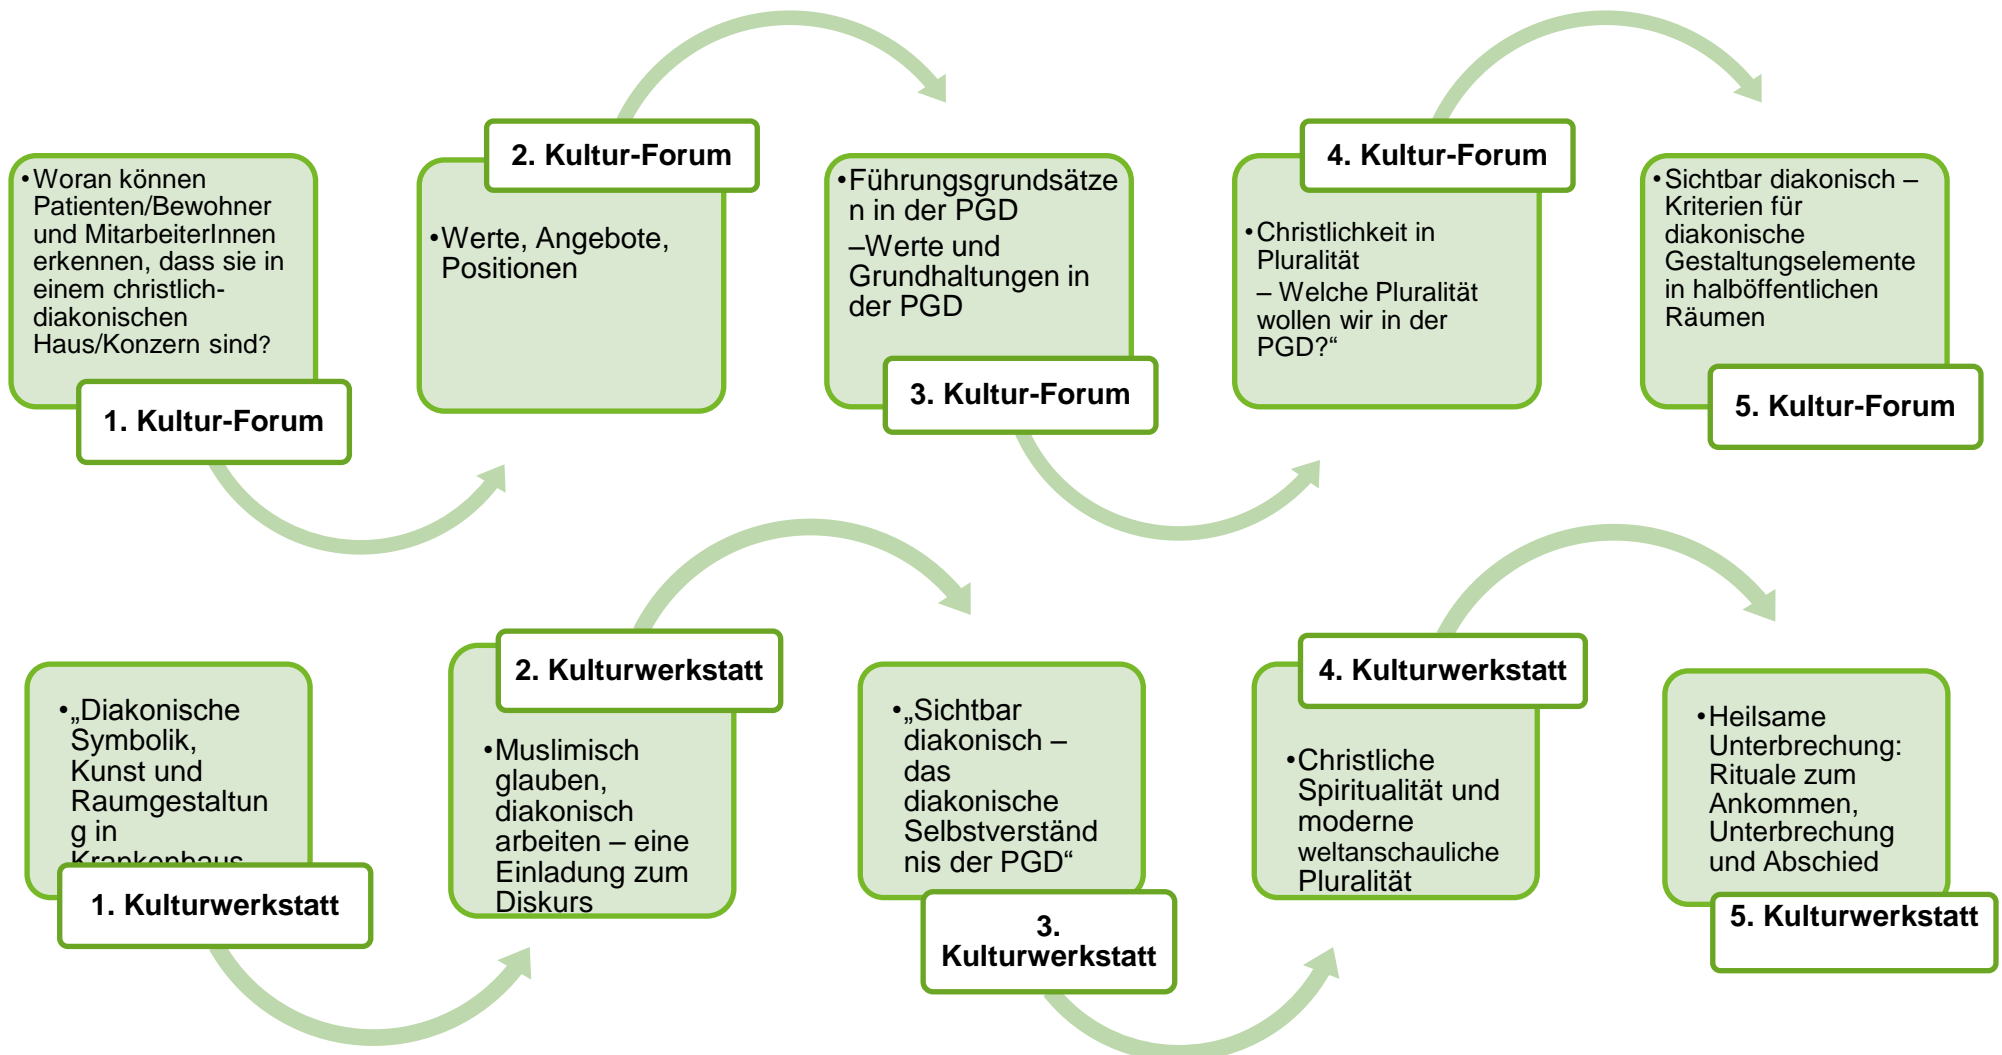 •Woran können
Patienten/Bewohner
und MitarbeiterInnen
erkennen, dass sie in
einem christlich-
diakonischen
Haus/Konzern sind?
1. Kultur-Forum
2. Kultur-Forum
•Werte, Angebote,
Positionen
•Führungsgrundsätze
n in der PGD
–Werte und
Grundhaltungen in
der PGD
3. Kultur-Forum
4. Kultur-Forum
•Christlichkeit in
Pluralität
– Welche Pluralität
wollen wir in der
PGD?“
•Sichtbar diakonisch –
Kriterien für
diakonische
Gestaltungselemente
in halböffentlichen
Räumen
5. Kultur-Forum
•„Diakonische
Symbolik,
Kunst und
Raumgestaltun
g in
Krankenhaus
1. Kulturwerkstatt
2. Kulturwerkstatt
•Muslimisch
glauben,
diakonisch
arbeiten – eine
Einladung zum
Diskurs
•„Sichtbar
diakonisch –
das
diakonische
Selbstverständ
nis der PGD“
3.
Kulturwerkstatt
4. Kulturwerkstatt
•Christliche
Spiritualität und
moderne
weltanschauliche
Pluralität
•Heilsame
Unterbrechung:
Rituale zum
Ankommen,
Unterbrechung
und Abschied
5. Kulturwerkstatt